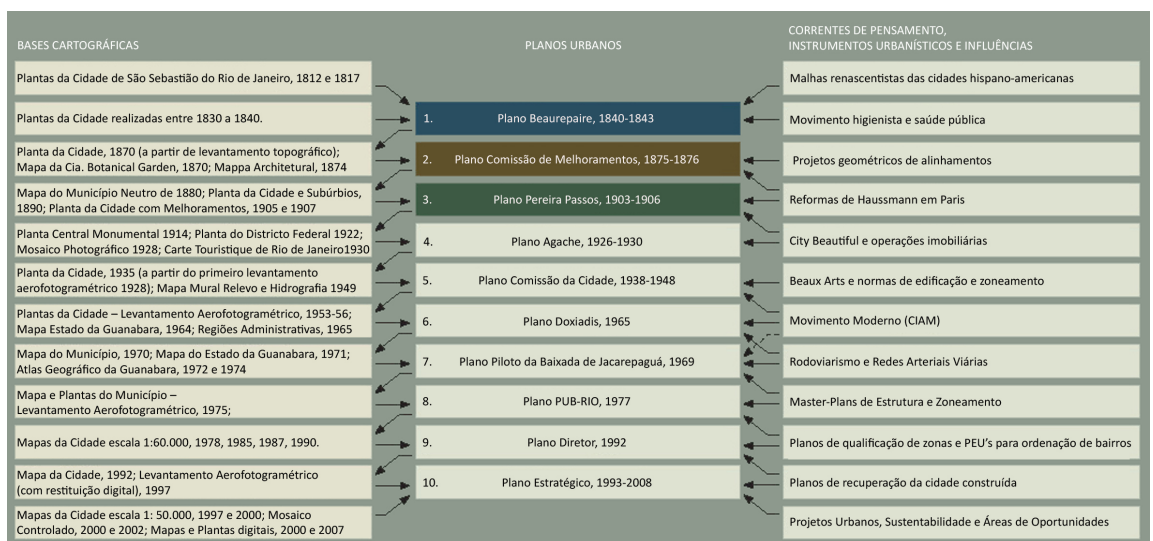 BASES CARTOGRÁFICAS
Plantas da Cidade de São Sebastião do Rio de Janeiro, 1812 e 1817
Plantas da Cidade realizadas entre 1830 a 1840.
Planta da Cidade, 1870 (a partir de levantamento topográfico);
Mapa da Cia. Botanical Garden, 1870; Mappa Architetural, 1874
Mapa do Município Neutro de 1880; Planta da Cidade e Subúrbios,
1890; Planta da Cidade com Melhoramentos, 1905 e 1907
Planta Central Monumental 1914; Planta do Districto Federal 1922;
Mosaico Photográfico 1928; Carte Touristique de Rio de Janeiro1930
Planta da Cidade, 1935 (a partir do primeiro levantamento
aerofotogramétrico 1928); Mapa Mural Relevo e Hidrografia 1949
Plantas da Cidade – Levantamento Aerofotogramétrico, 1953-56;
Mapa Estado da Guanabara, 1964; Regiões Administrativas, 1965
Mapa do Município, 1970; Mapa do Estado da Guanabara, 1971;
Atlas Geográfico da Guanabara, 1972 e 1974
Mapa e Plantas do Município –
Levantamento Aerofotogramétrico, 1975;
Mapas da Cidade escala 1:60.000, 1978, 1985, 1987, 1990.
Mapa da Cidade, 1992; Levantamento Aerofotogramétrico
(com restituição digital), 1997
Mapas da Cidade escala 1: 50.000, 1997 e 2000; Mosaico
Controlado, 2000 e 2002; Mapas e Plantas digitais, 2000 e 2007
PLANOS URBANOS
1. Plano Beaurepaire, 1840-1843
2. Plano Comissão de Melhoramentos, 1875-1876
3. Plano Pereira Passos, 1903-1906
4. Plano Agache, 1926-1930
5. Plano Comissão da Cidade, 1938-1948
6. Plano Doxiadis, 1965
7. Plano Piloto da Baixada de Jacarepaguá, 1969
8. Plano PUB-RIO, 1977
9. Plano Diretor, 1992
10. Plano Estratégico, 1993-2008
CORRENTES DE PENSAMENTO,
INSTRUMENTOS URBANÍSTICOS E INFLUÊNCIAS
Malhas renascentistas das cidades hispano-americanas
Movimento higienista e saúde pública
Projetos geométricos de alinhamentos
Reformas de Haussmann em Paris
City Beautiful e operações imobiliárias
Beaux Arts e normas de edificação e zoneamento
Movimento Moderno (CIAM)
Rodoviarismo e Redes Arteriais Viárias
Master-Plans de Estrutura e Zoneamento
Planos de qualificação de zonas e PEU's para ordenação de bairros
Planos de recuperação da cidade construída
Projetos Urbanos, Sustentabilidade e Áreas de Oportunidades